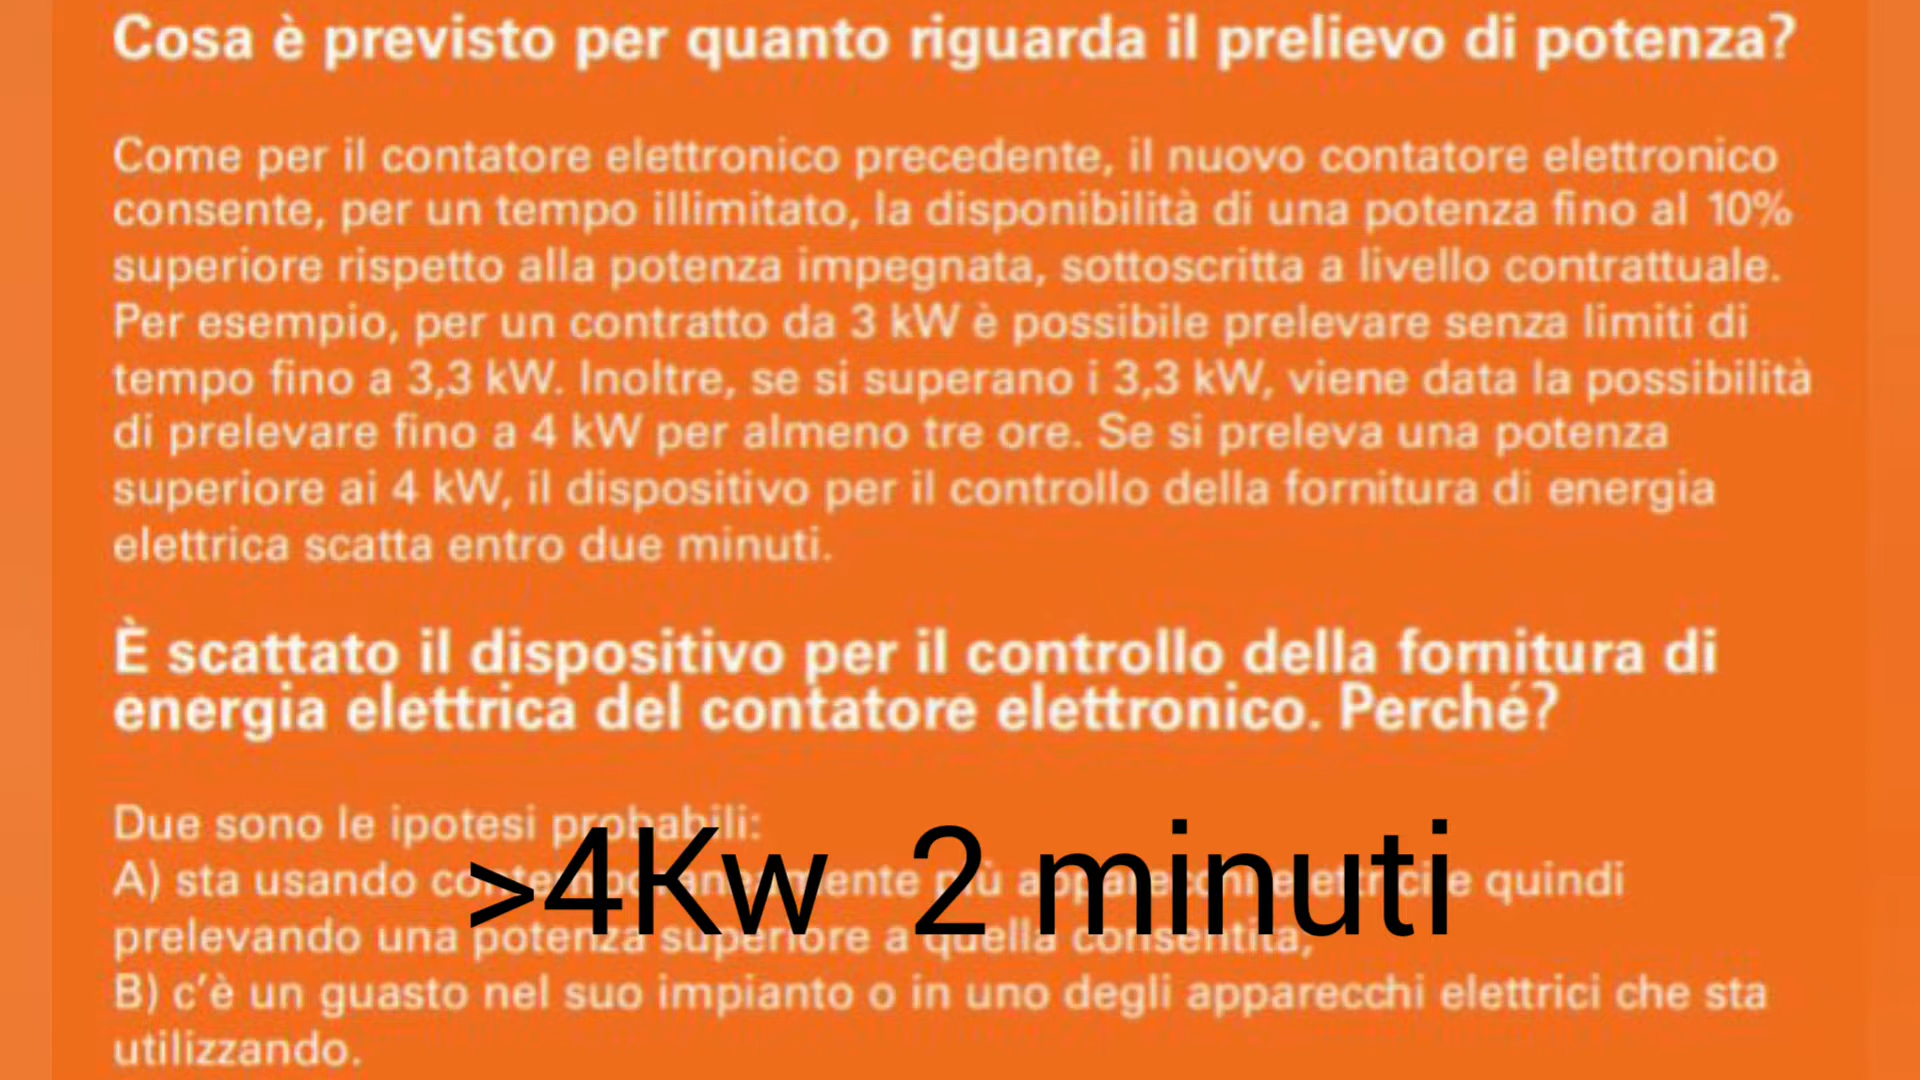 Cosa è previsto per quanto riguarda il prelievo di potenza?
Come per il contatore elettronico precedente, il nuovo contatore elettronico
consente, per un tempo illimitato, la disponibilità di una potenza fino al 10%
superiore rispetto alla potenza impegnata, sottoscritta a livello contrattuale.
Per esempio, per un contratto da 3 kW è possibile prelevare senza limiti di
tempo fino a 3,3 kW. Inoltre, se si superano i 3,3 kW, viene data la possibilità
di prelevare fino a 4 kW per almeno tre ore. Se si preleva una potenza
superiore ai 4 kW, il dispositivo per il controllo della fornitura di energia
elettrica scatta entro due minuti.
È scattato il dispositivo per il controllo della fornitura di
energia elettrica del contatore elettronico. Perché?
Due sono le ipotesi probabili:
A) sta usando contemporaneamente più apparecchi elettrici e quindi
>4Kw 2 minuti
prelevando una potenza superiore a quella consentita,
B) c'è un guasto nel suo impianto o in uno degli apparecchi elettrici che sta
utilizzando.